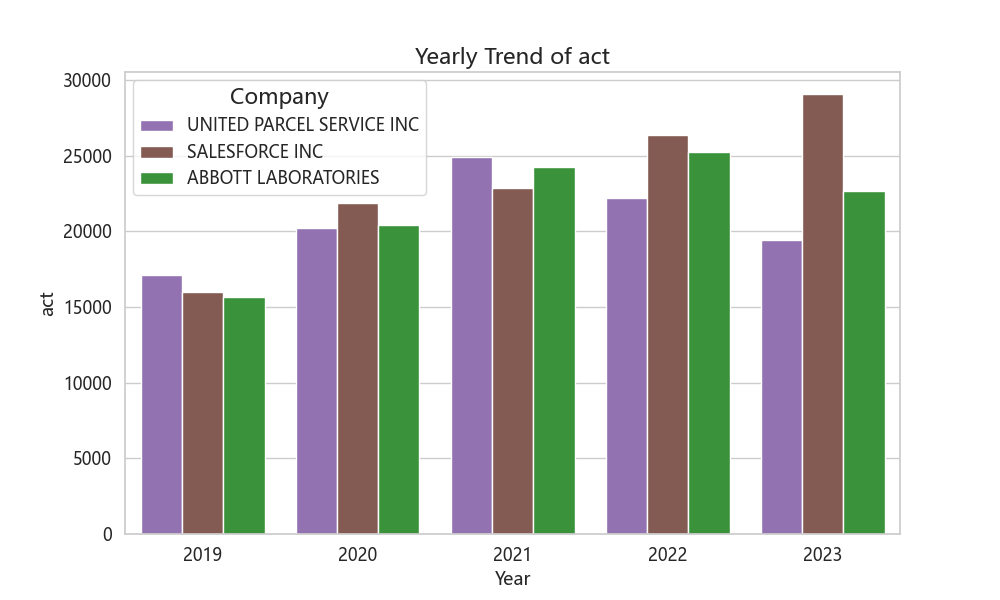 Yearly Trend of act
30000
25000
20000
15000
10000
5000
0
act
Company
UNITED PARCEL SERVICE INC
SALESFORCE INC
ABBOTT LABORATORIES
2019 2020 2021 2022 2023
Year